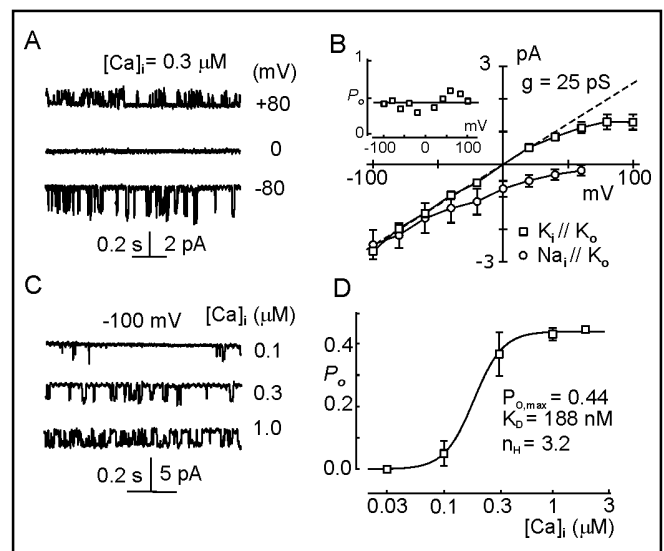 A
[Ca]i = 0.3 μM
(mV)
+80
0
-80
0.2 s 2 pA
B
pA
3
g = 25 pS
1
Po
0
mV
-100 0 100
-100
100
mV
-3
Ki // Ko
Nai // Ko
C
-100 mV
[Ca]i (μM)
0.1
0.3
1.0
0.2 s 5 pA
D
0.4
Po
0.2
0.0
PO,max = 0.44
KD = 188 nM
nH = 3.2
0.03 0.1 0.3 1 3
[Ca]i (μM)